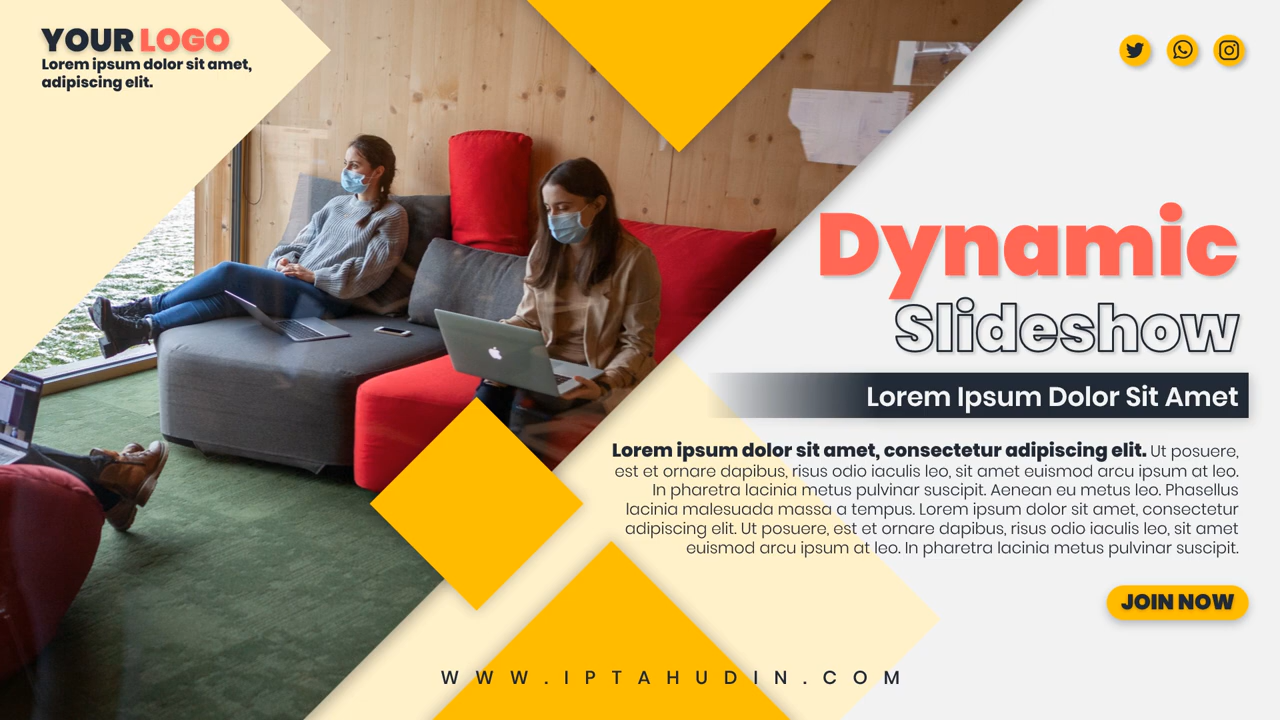 YOUR LOGO
Lorem ipsum dolor sit amet,
adipiscing elit.
Dynamic
Slideshow
Lorem Ipsum Dolor Sit Amet
Lorem ipsum dolor sit amet, consectetur adipiscing elit. Ut posuere,
est et ornare dapibus, risus odio iaculis leo, sit amet euismod arcu ipsum at leo.
In pharetra lacinia metus pulvinar suscipit. Aenean eu metus leo. Phasellus
lacinia malesuada massa a tempus. Lorem ipsum dolor sit amet, consectetur
adipiscing elit. Ut posuere, est et ornare dapibus, risus odio iaculis leo, sit amet
euismod arcu ipsum at leo. In pharetra lacinia metus pulvinar suscipit.
JOIN NOW
WWW.IPTAHUDIN.COM